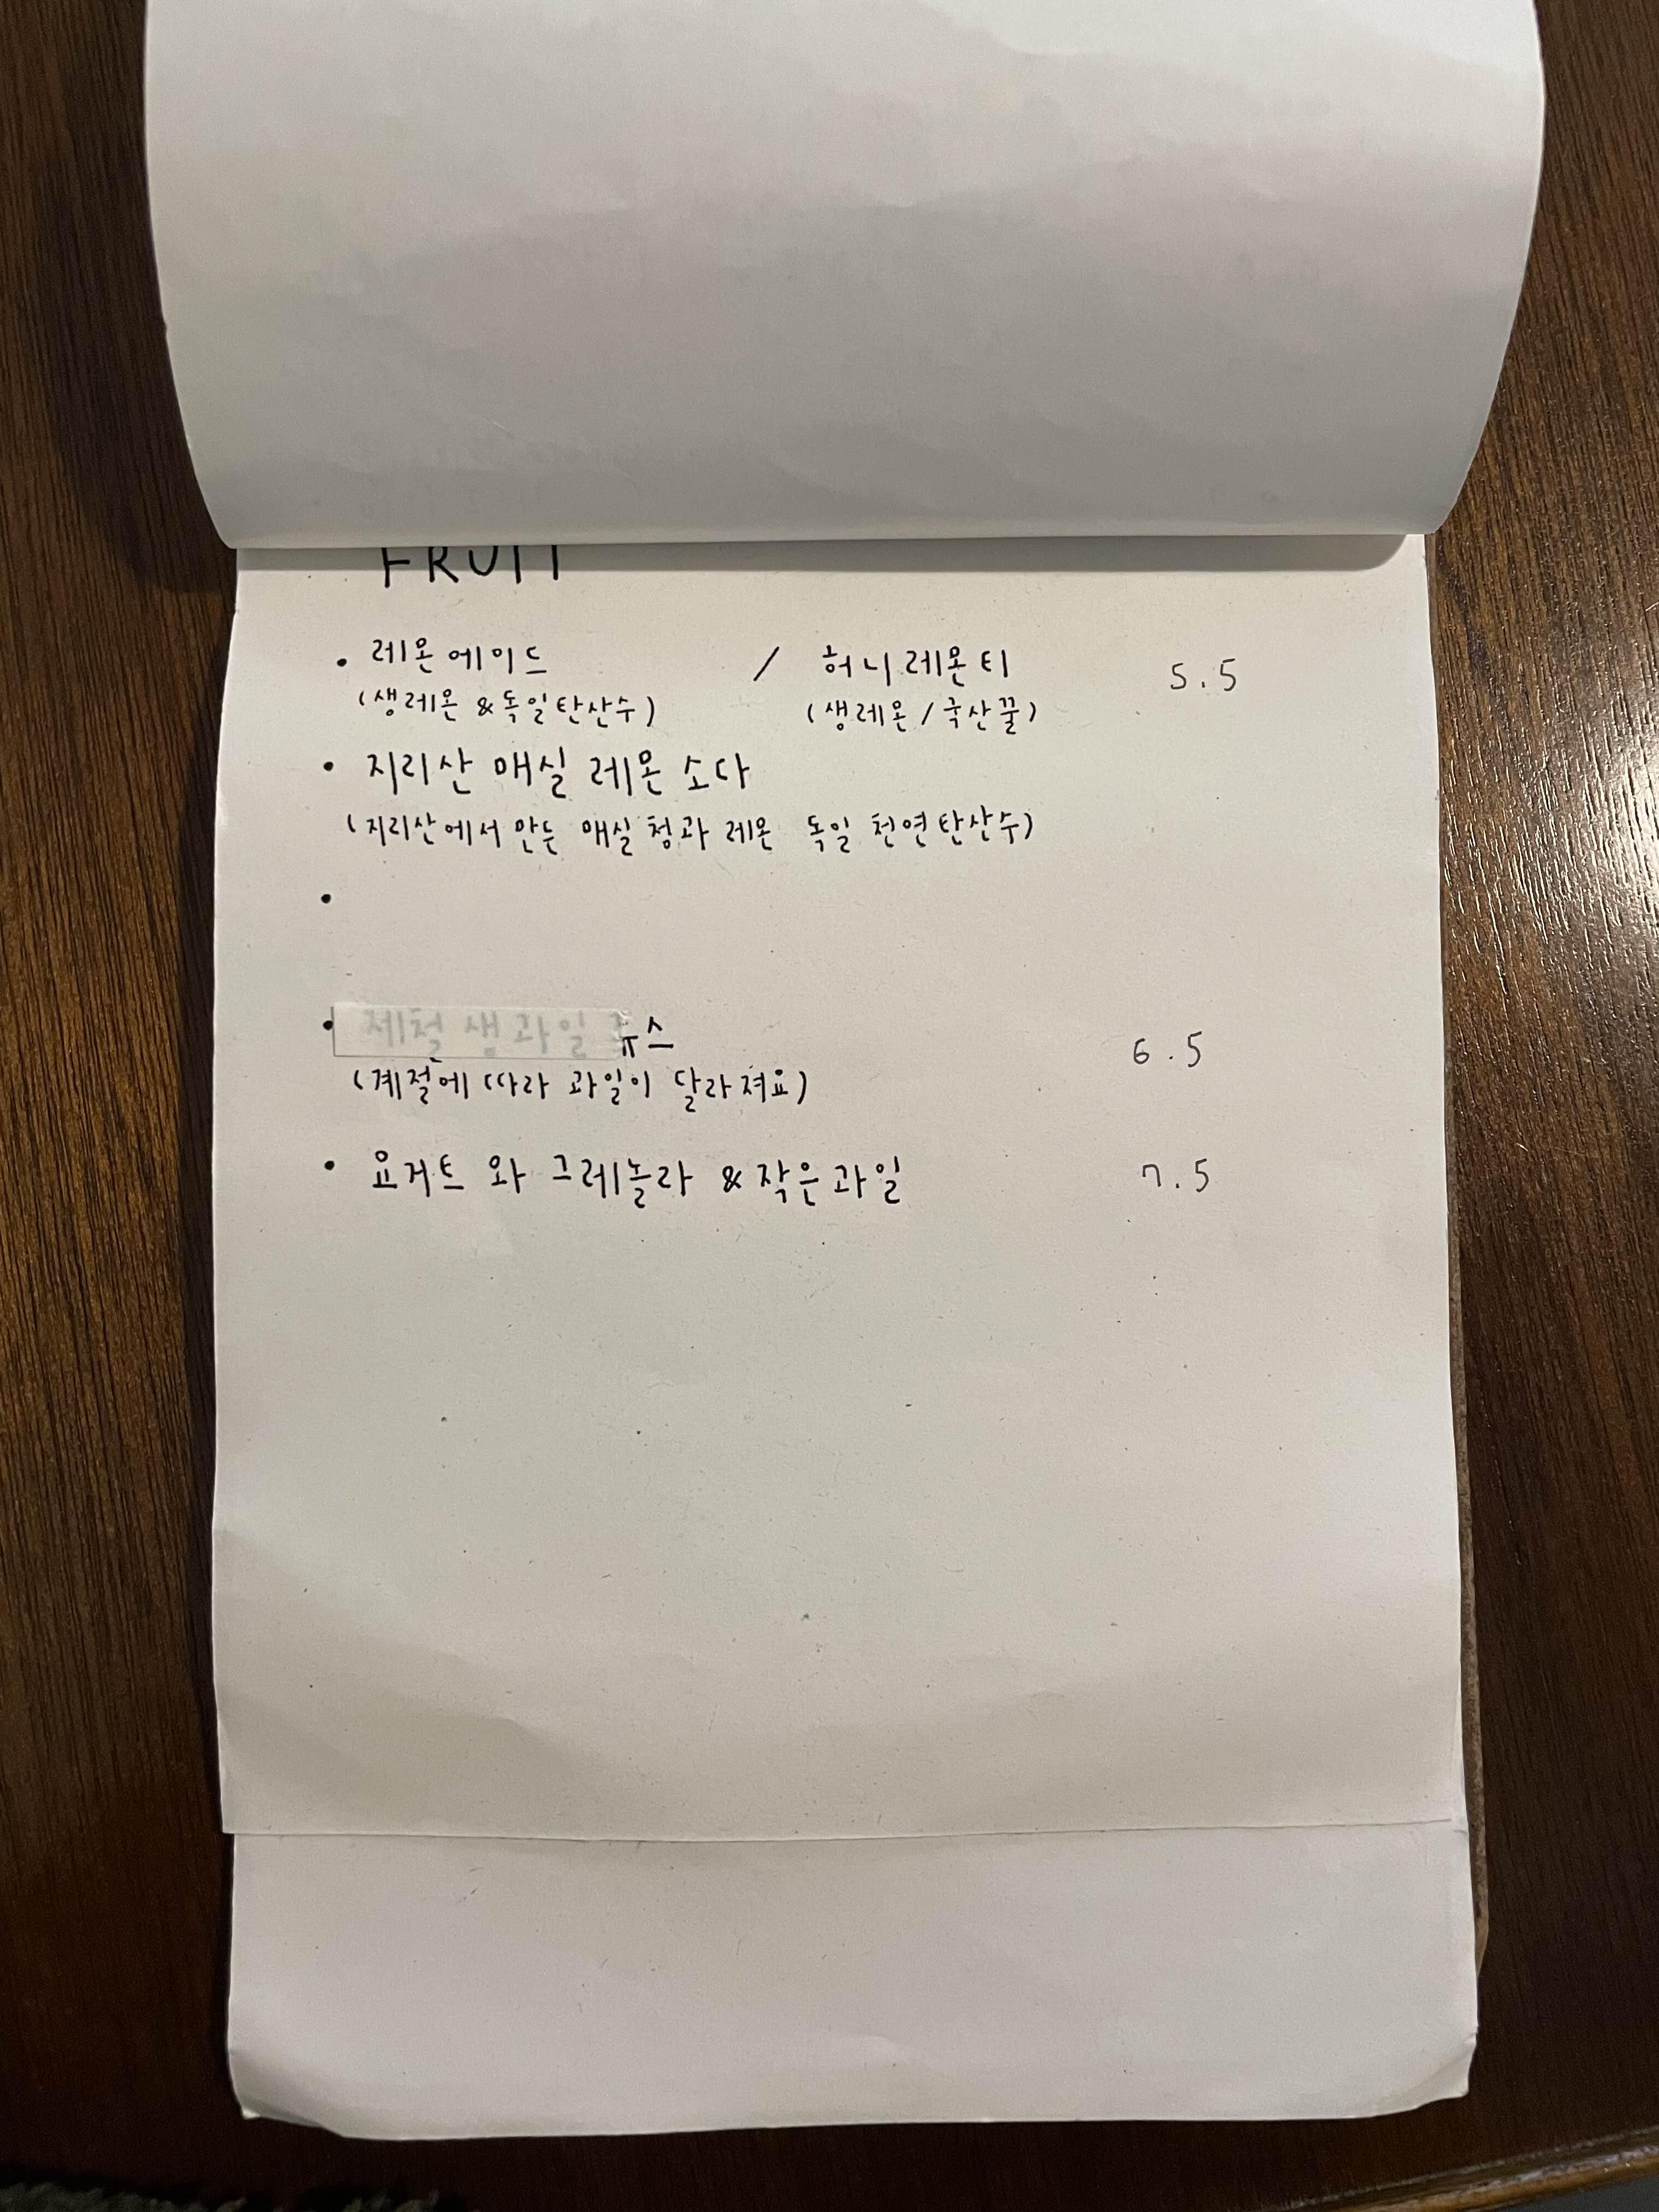 FRUIT
• 레몬에이드 / 허니레몬티 5.5
(생레몬 & 독일탄산수) (생레몬 / 국산꿀)
• 지리산 매실 레몬 소다
(지리산에서 만든 매실청과 레몬 독일 천연탄산수)
•
• 제철 생과일 쥬스 6.5
(계절에 따라 과일이 달라져요)
• 요거트 와 그레놀라 & 작은과일 7.5